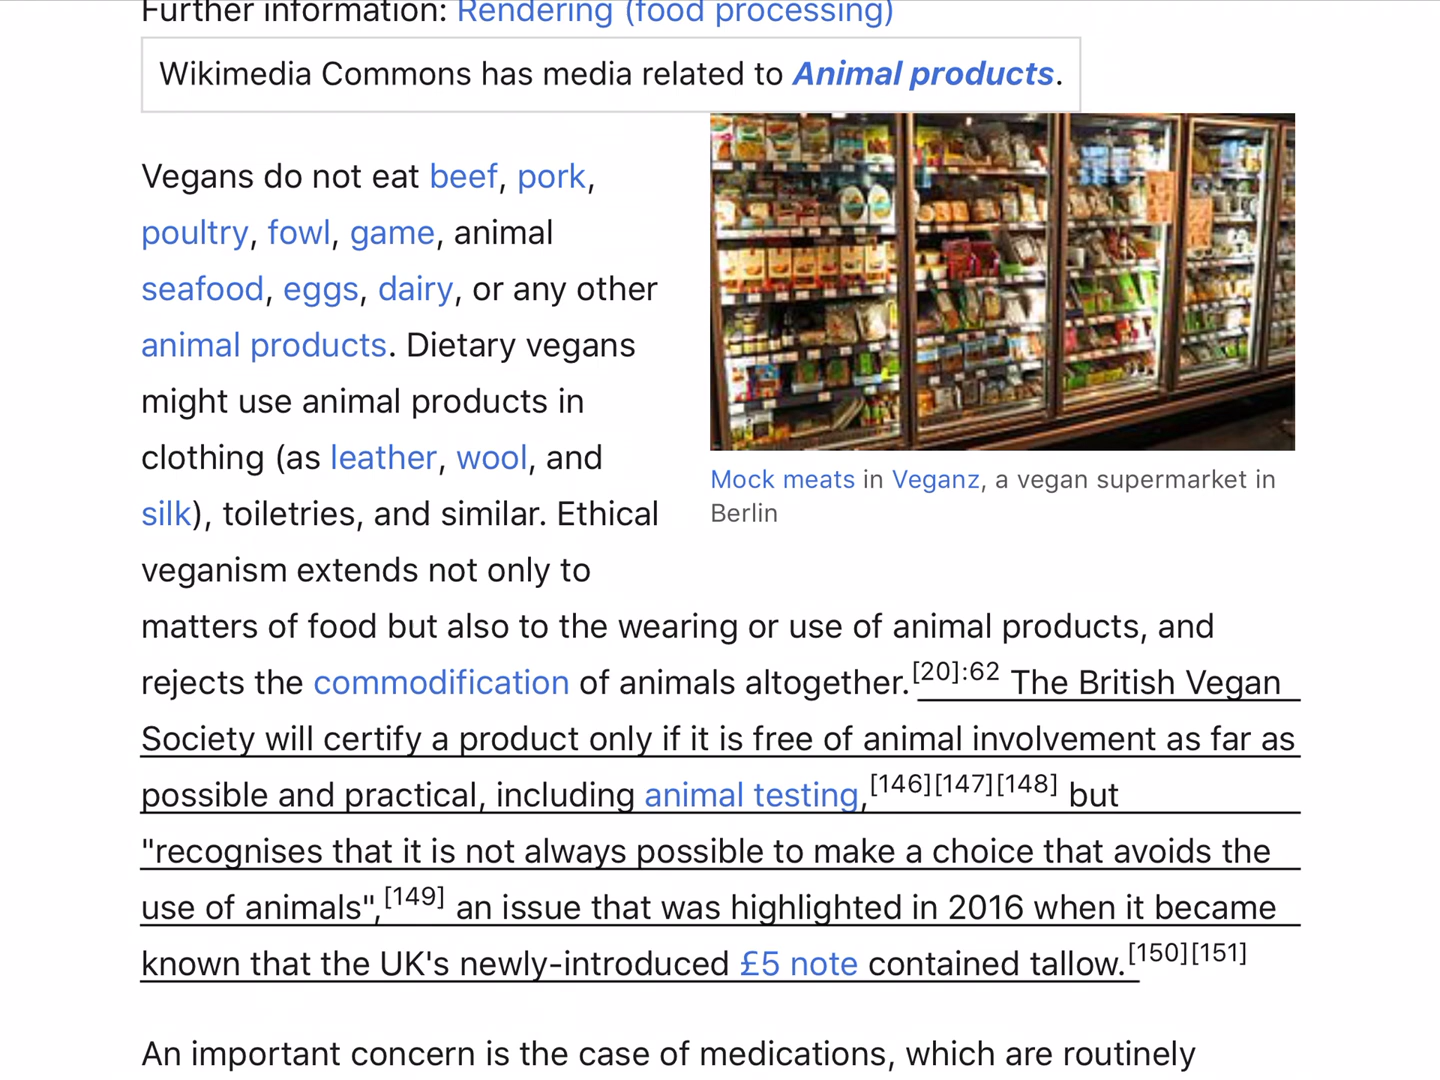 Further information: Rendering (food processing)
Wikimedia Commons has media related to Animal products.
Vegans do not eat beef, pork,
poultry, fowl, game, animal
seafood, eggs, dairy, or any other
animal products. Dietary vegans
might use animal products in
clothing (as leather, wool, and
silk), toiletries, and similar. Ethical
veganism extends not only to
Mock meats in Veganz, a vegan supermarket in
Berlin
matters of food but also to the wearing or use of animal products, and
rejects the commodification of animals altogether.[20]:62 The British Vegan
Society will certify a product only if it is free of animal involvement as far as
possible and practical, including animal testing,[146][147][148] but
"recognises that it is not always possible to make a choice that avoids the
use of animals",[149] an issue that was highlighted in 2016 when it became
known that the UK's newly-introduced £5 note contained tallow.[150][151]
An important concern is the case of medications, which are routinely